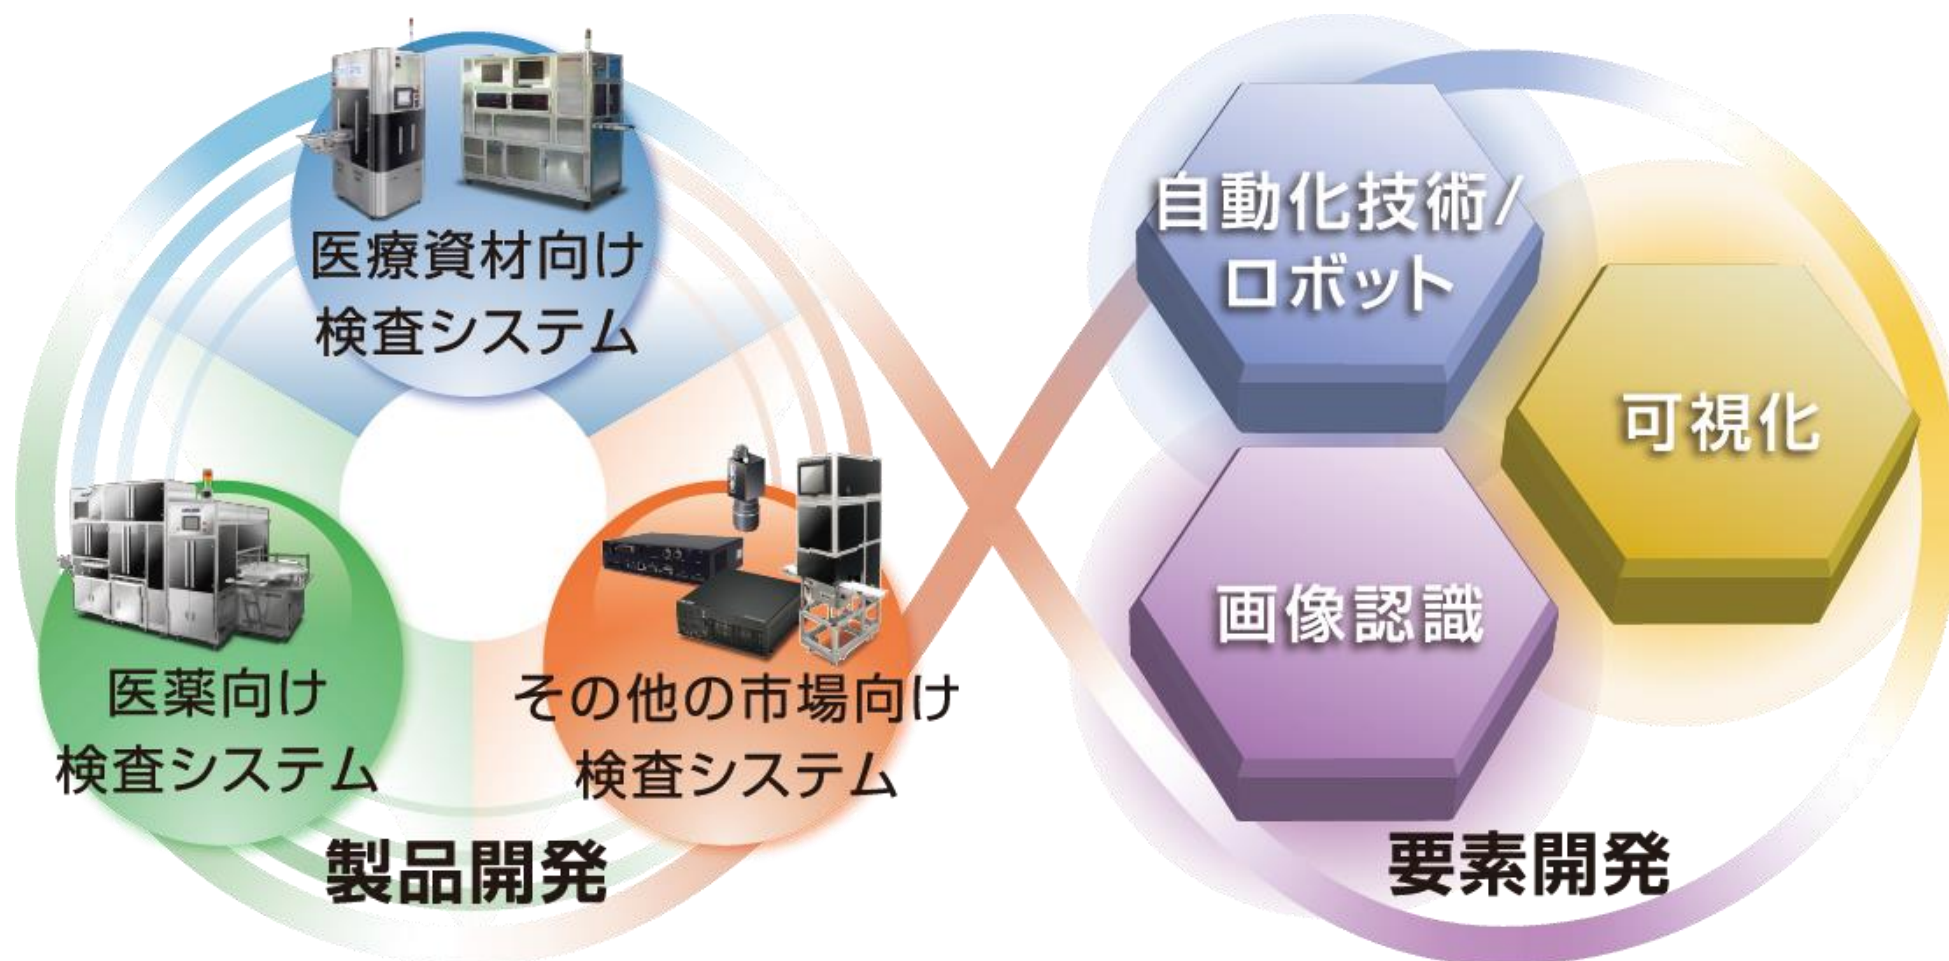 医療資材向け
検査システム
医薬向け
検査システム
その他の市場向け
検査システム
製品開発
自動化技術/
ロボット
可視化
画像認識
要素開発